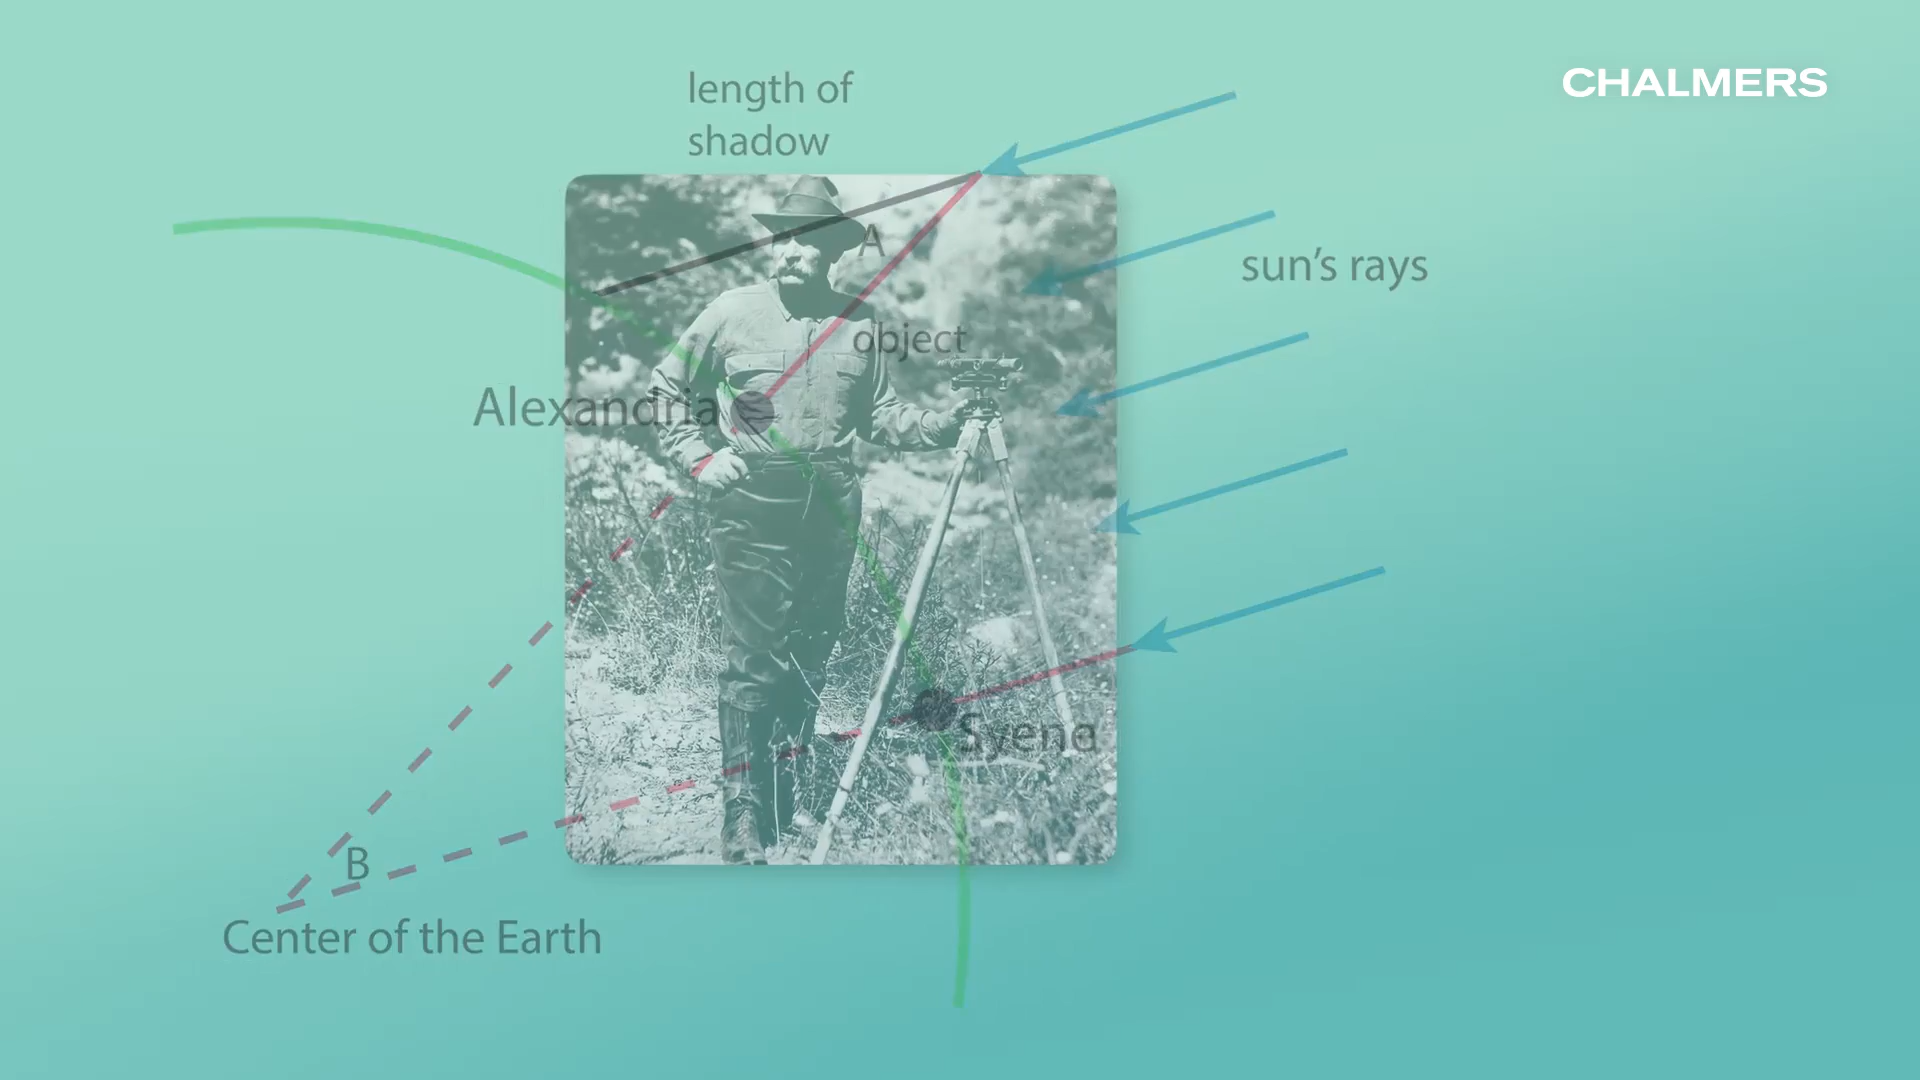 CHALMERS
length of
shadow
A
sun's rays
object
Alexandria
Syene
B
Center of the Earth